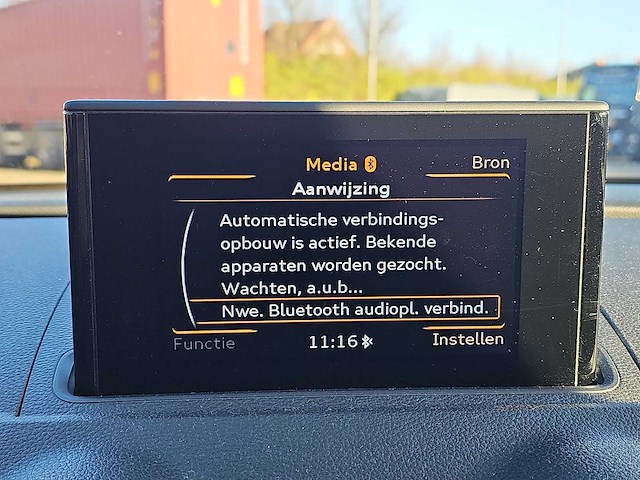 Media
Bron
Aanwijzing
Automatische verbindings-
opbouw is actief. Bekende
apparaten worden gezocht.
Wachten, a.u.b...
Nwe. Bluetooth audiopl. verbind.
Functie
11:16
Instellen